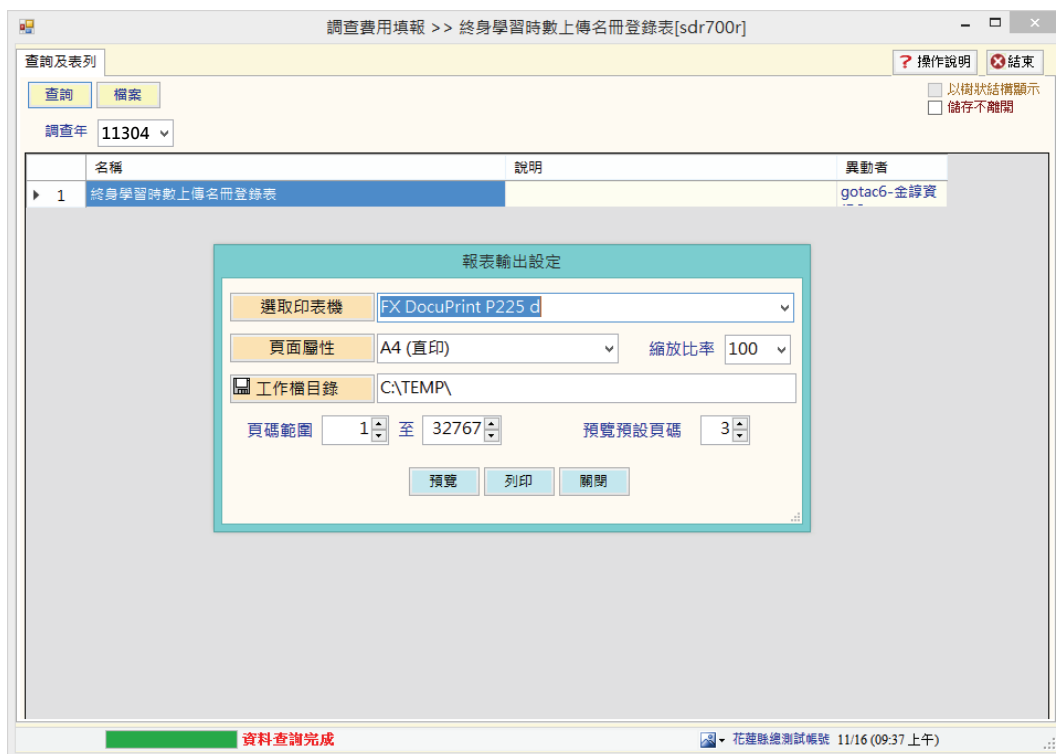 調查費用填報 >> 終身學習時數上傳名冊登錄表[sdr700r]
查詢及表列
? 操作說明 結束
查詢 檔案
以樹狀結構顯示
儲存不離開
調查年 11304
名稱 說明 異動者
1 終身學習時數上傳名冊登錄表 gotac6-金諄資
報表輸出設定
選取印表機 FX DocuPrint P225 d
頁面屬性 A4 (直印) 縮放比率 100
工作檔目錄 C:\TEMP\
頁碼範圍 1 至 32767 預覽預設頁碼 3
預覽 列印 關閉
資料查詢完成 花蓮縣總測試帳號 11/16 (09:37 上午)